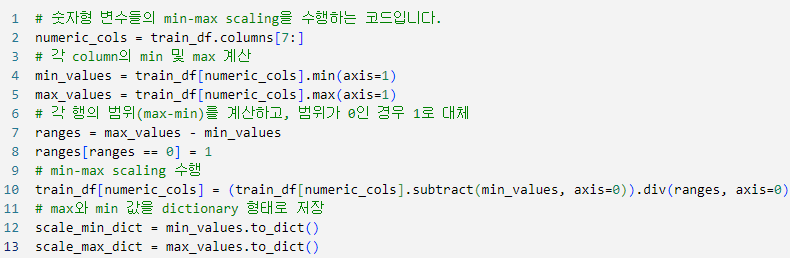 1 # 숫자형 변수들의 min-max scaling을 수행하는 코드입니다.
2 numeric_cols = train_df.columns[7:]
3 # 각 column의 min 및 max 계산
4 min_values = train_df[numeric_cols].min(axis=1)
5 max_values = train_df[numeric_cols].max(axis=1)
6 # 각 행의 범위(max-min)를 계산하고, 범위가 0인 경우 1로 대체
7 ranges = max_values - min_values
8 ranges[ranges == 0] = 1
9 # min-max scaling 수행
10 train_df[numeric_cols] = (train_df[numeric_cols].subtract(min_values, axis=0)).div(ranges, axis=0)
11 # max와 min 값을 dictionary 형태로 저장
12 scale_min_dict = min_values.to_dict()
13 scale_max_dict = max_values.to_dict()